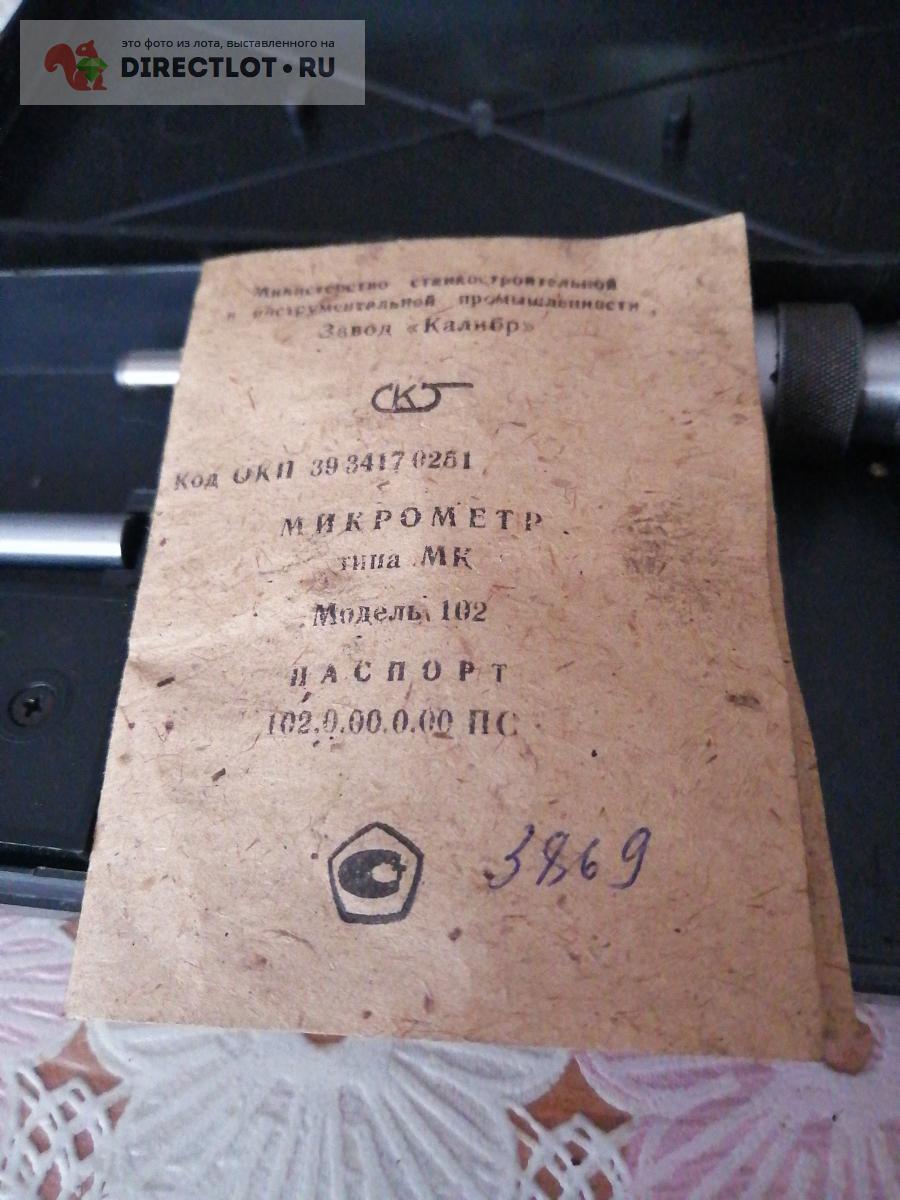 это фото из лота, выставленного на
DIRECTLOT•RU
Министерство станкостроительной
и инструментальной промышленности
Завод «Калибр»
Код ОКП 39 3417 0251
МИКРОМЕТР
типа МК
Модель 102
ПАСПОРТ
102.0.00.0.00 ПС
3869